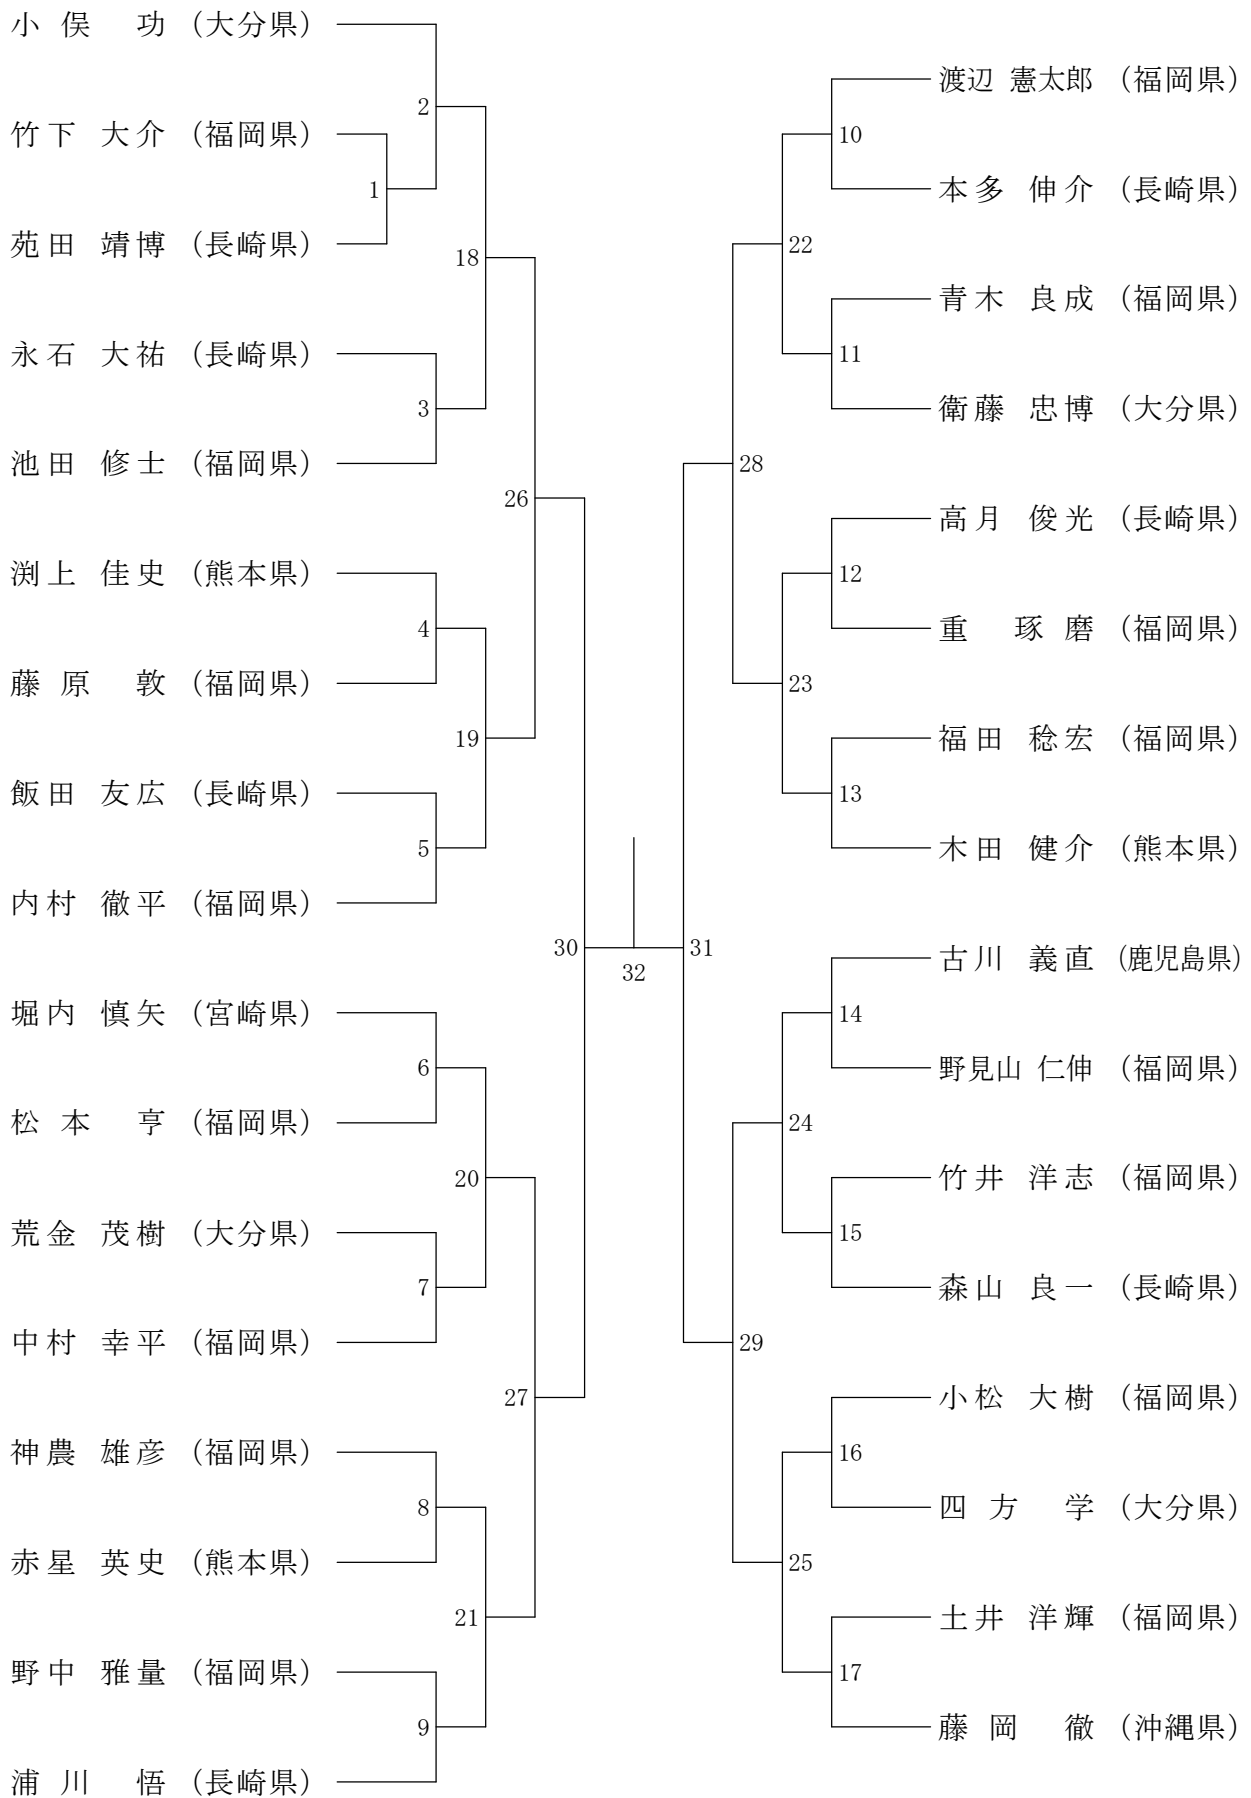 小俣 功 (大分県)
竹下 大介 (福岡県)
苑田 靖博 (長崎県)
永石 大祐 (長崎県)
池田 修士 (福岡県)
渕上 佳史 (熊本県)
藤原 敦 (福岡県)
飯田 友広 (長崎県)
内村 徹平 (福岡県)
堀内 慎矢 (宮崎県)
松本 亨 (福岡県)
荒金 茂樹 (大分県)
中村 幸平 (福岡県)
神農 雄彦 (福岡県)
赤星 英史 (熊本県)
野中 雅量 (福岡県)
浦川 悟 (長崎県)
1
2
3
4
5
6
7
8
9
18
19
20
21
26
27
30
32
31
28
29
22
23
24
25
10
11
12
13
14
15
16
17
渡辺 憲太郎 (福岡県)
本多 伸介 (長崎県)
青木 良成 (福岡県)
衛藤 忠博 (大分県)
高月 俊光 (長崎県)
重 琢磨 (福岡県)
福田 稔宏 (福岡県)
木田 健介 (熊本県)
古川 義直 (鹿児島県)
野見山 仁伸 (福岡県)
竹井 洋志 (福岡県)
森山 良一 (長崎県)
小松 大樹 (福岡県)
四方 学 (大分県)
土井 洋輝 (福岡県)
藤岡 徹 (沖縄県)